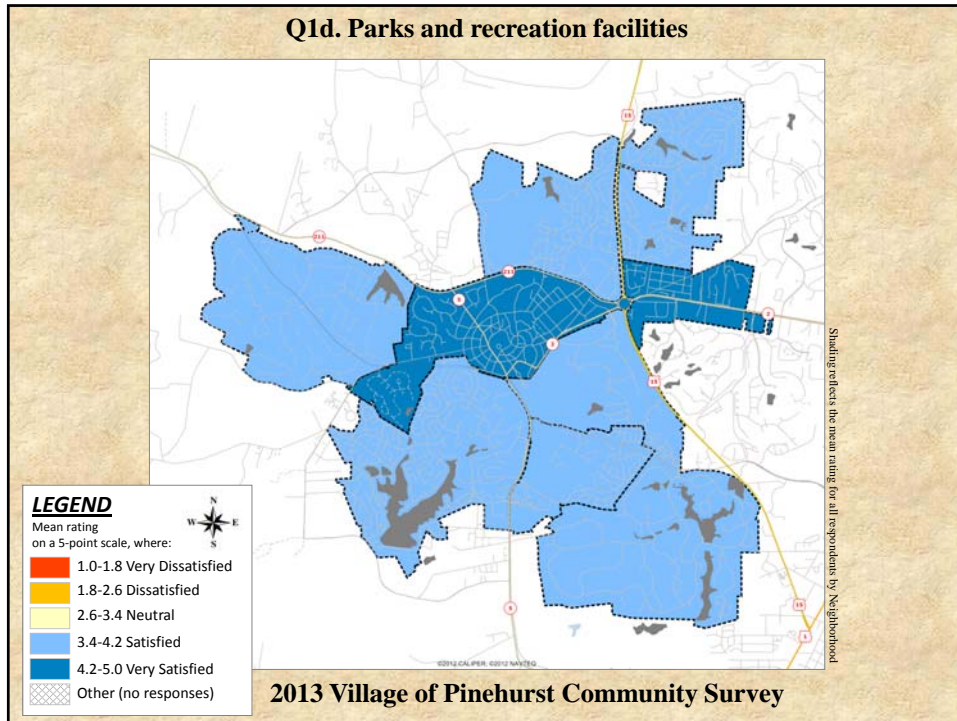 Q1d. Parks and recreation facilities
15
211
211
5
2
2
15
5
15
1
Shading reflects the mean rating for all respondents by Neighborhood
LEGEND
Mean rating
on a 5-point scale, where:
N
W
E
S
1.0-1.8 Very Dissatisfied
1.8-2.6 Dissatisfied
2.6-3.4 Neutral
3.4-4.2 Satisfied
4.2-5.0 Very Satisfied
Other (no responses)
©2012 CALIPER; ©2012 NAVTEQ
2013 Village of Pinehurst Community Survey